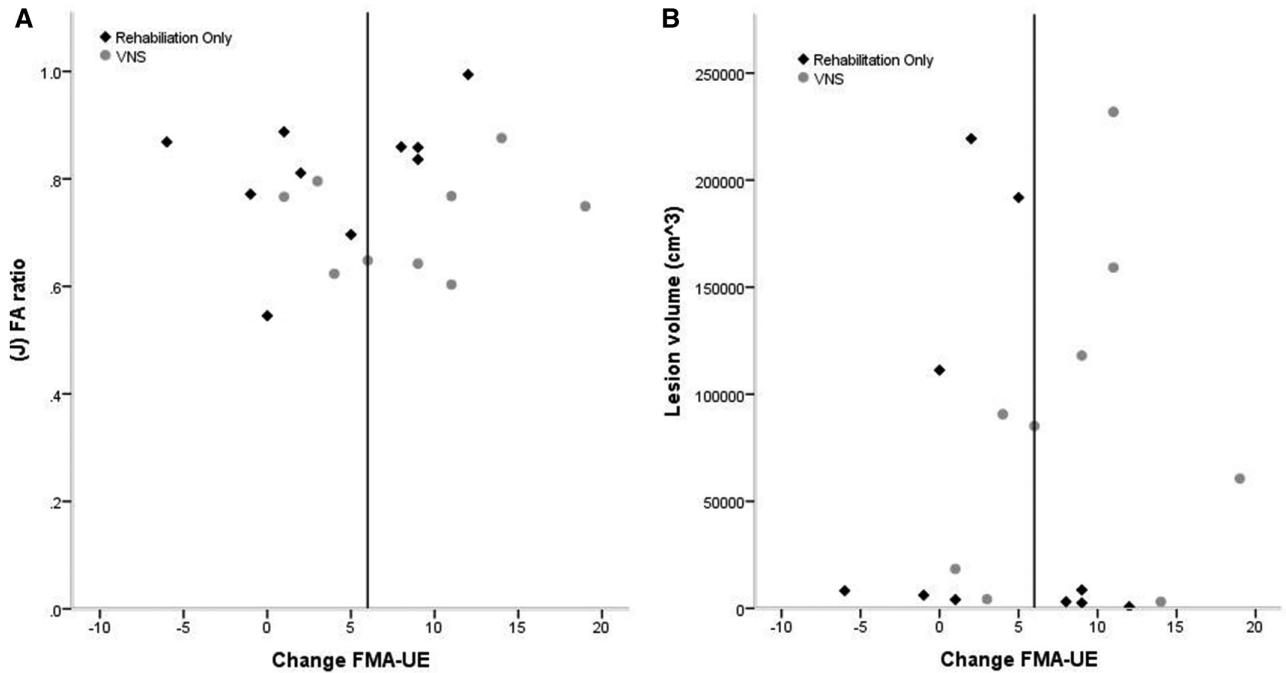 A
Rehabiliation Only
VNS
1.0
.8
.6
.4
.2
.0
(J) FA ratio
-10 -5 0 5 10 15 20
Change FMA-UE
B
Rehabilitation Only
VNS
250000
200000
150000
100000
50000
0
Lesion volume (cm^3)
-10 -5 0 5 10 15 20
Change FMA-UE